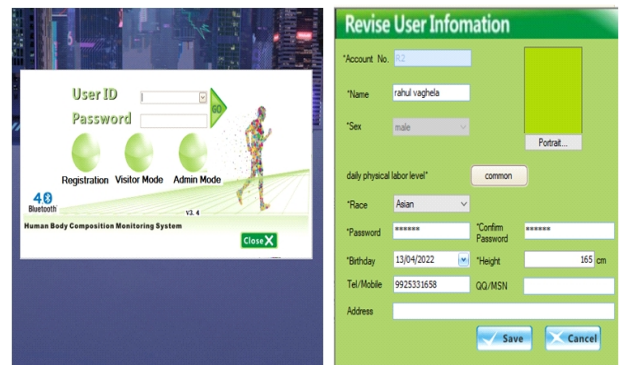 User ID
GO
Password
Registration Visitor Mode Admin Mode
4.0
Bluetooth
v3. 4
Human Body Composition Monitoring System
Close X
Revise User Infomation
*Account No. R2
*Name rahul vaghela
*Sex male
Portrait...
daily physical labor level* common
*Race Asian
*Password ****** *Confirm Password ******
*Birthday 13/04/2022 *Height 165 cm
Tel/Mobile 9925331658 QQ/MSN
Address
Save Cancel